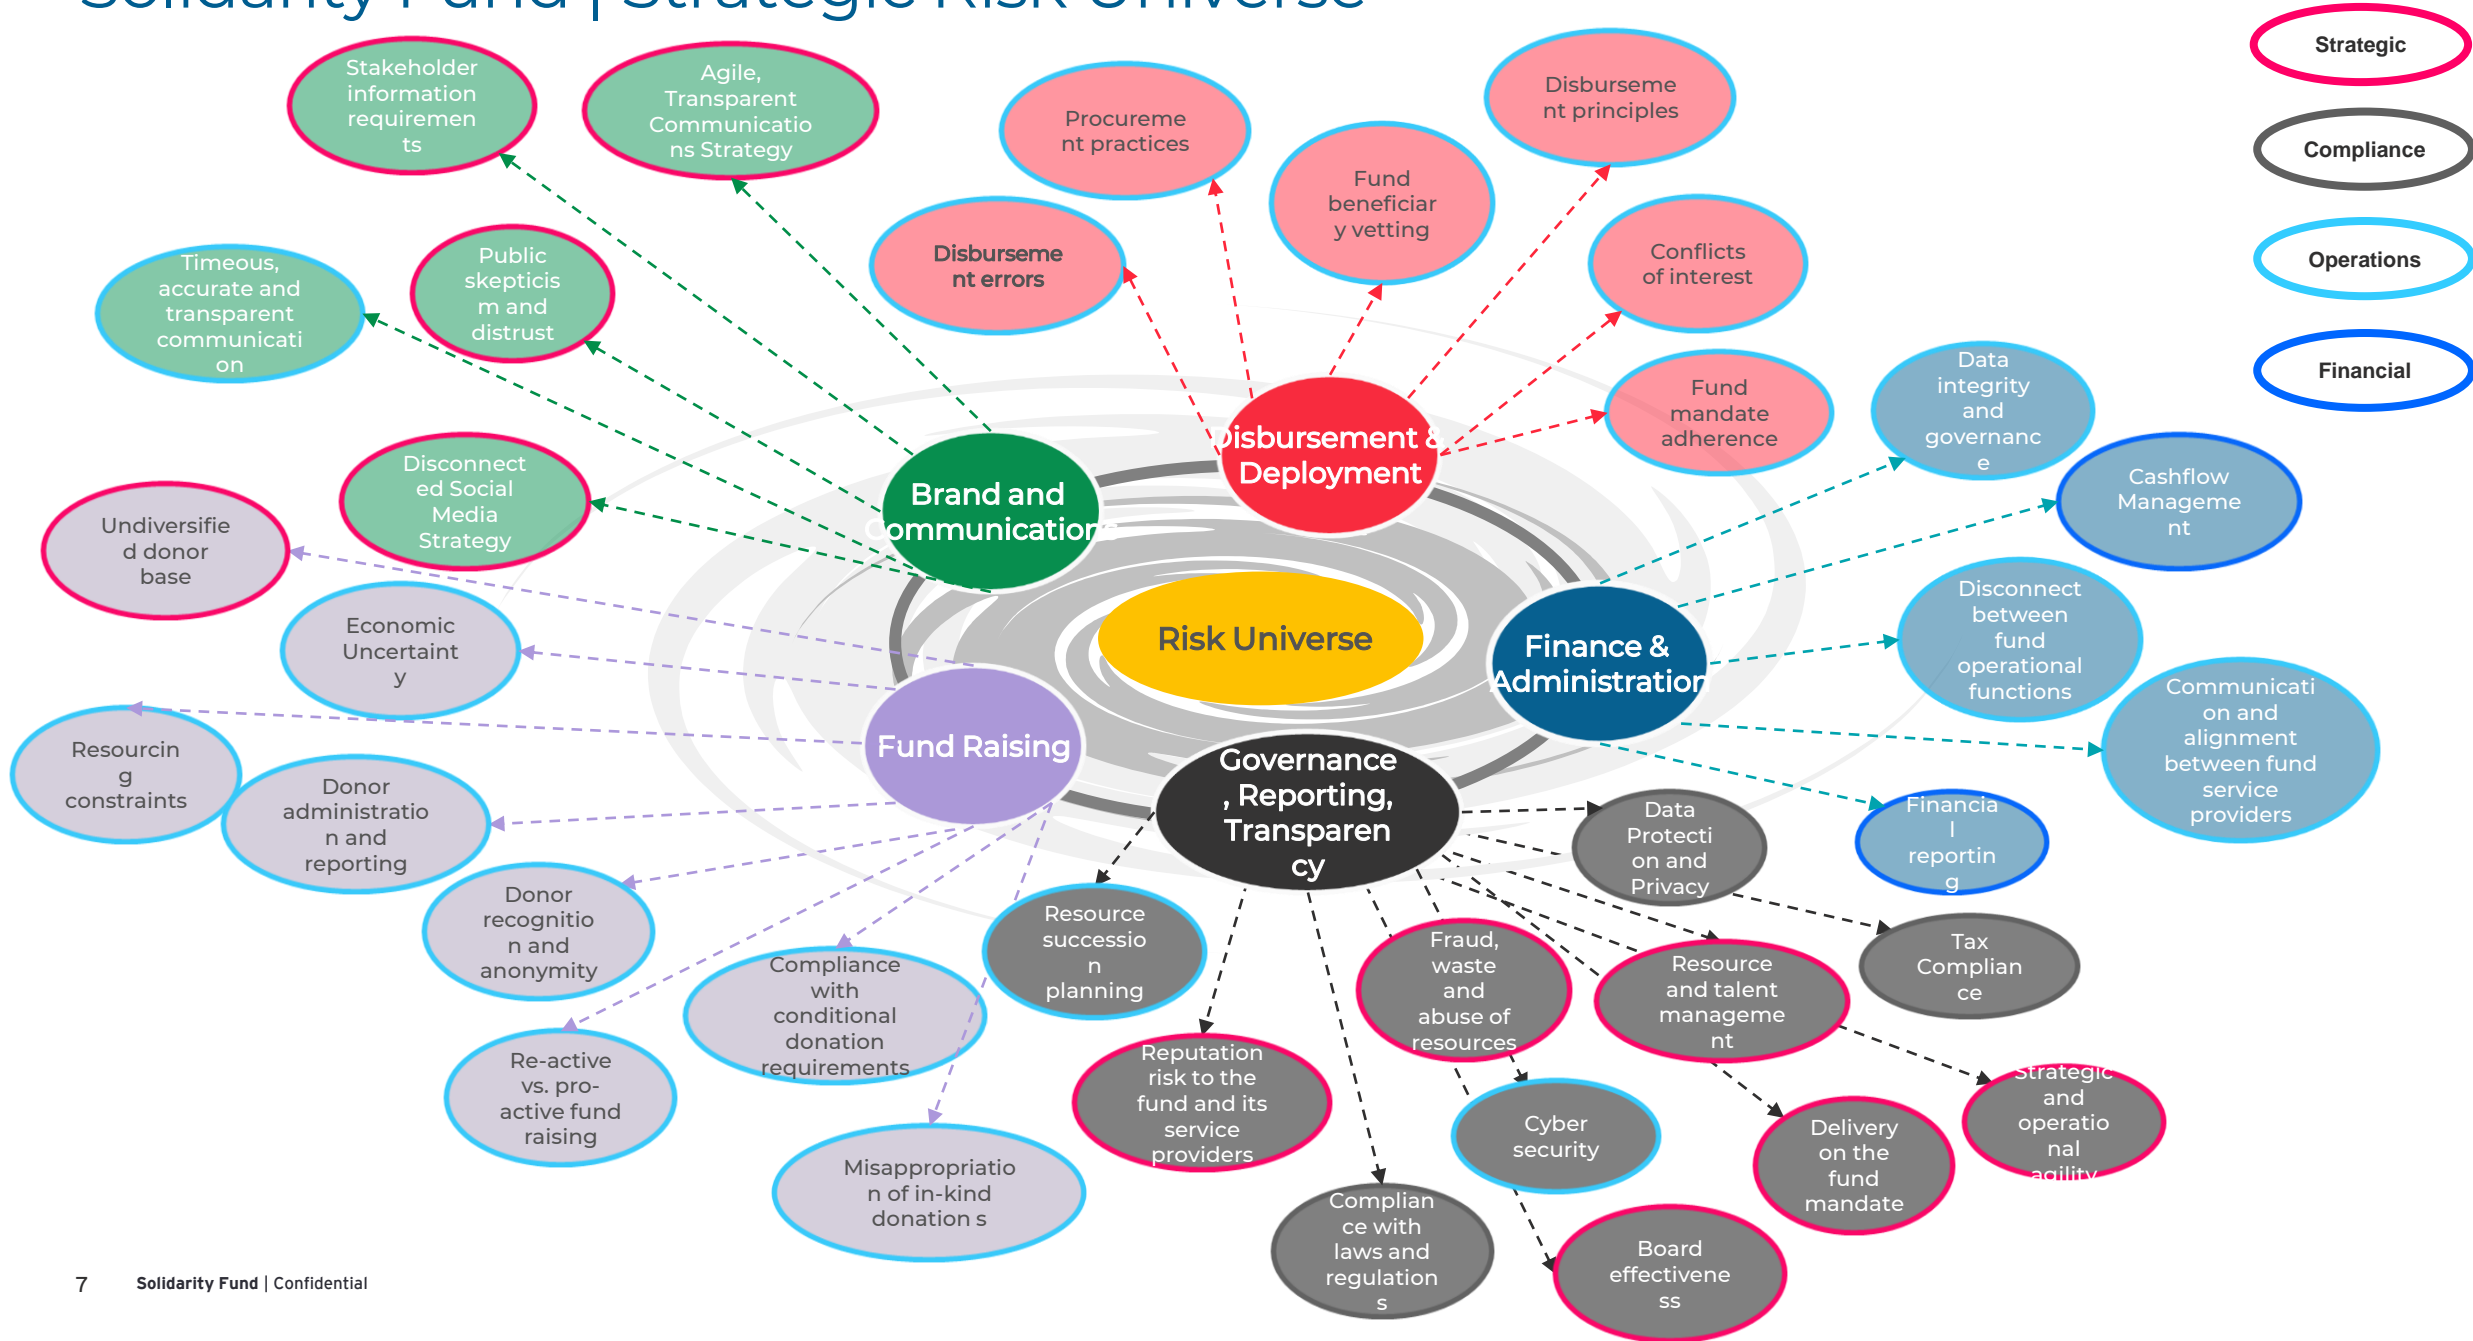 Solidarity Fund | Strategic Risk Universe
Strategic
Compliance
Operations
Financial
Stakeholder
information
requiremen
ts
Agile,
Transparent
Communicatio
ns Strategy
Timeous,
accurate and
transparent
communicati
on
Public
skepticis
m and
distrust
Disconnect
ed Social
Media
Strategy
Procureme
nt practices
Disburseme
nt errors
Fund
beneficiar
y vetting
Disburseme
nt principles
Conflicts
of interest
Fund
mandate
adherence
Data
integrity
and
governanc
e
Cashflow
Manageme
nt
Disconnect
between
fund
operational
functions
Communicati
on and
alignment
between fund
service
providers
Financia
l
reportin
g
Brand and
Communications
Disbursement &
Deployment
Risk Universe
Finance &
Administration
Fund Raising
Governance
, Reporting,
Transparen
cy
Undiversifie
d donor
base
Economic
Uncertaint
y
Resourcin
g
constraints
Donor
administratio
n and
reporting
Donor
recognitio
n and
anonymity
Re-active
vs. pro-
active fund
raising
Compliance
with
conditional
donation
requirements
Misappropriatio
n of in-kind
donation s
Resource
successio
n
planning
Reputation
risk to the
fund and its
service
providers
Complian
ce with
laws and
regulation
s
Fraud,
waste
and
abuse of
resources
Cyber
security
Board
effectivene
ss
Data
Protecti
on and
Privacy
Tax
Complian
ce
Resource
and talent
manageme
nt
Delivery
on the
fund
mandate
Strategic
and
operatio
nal
agility
7 Solidarity Fund | Confidential